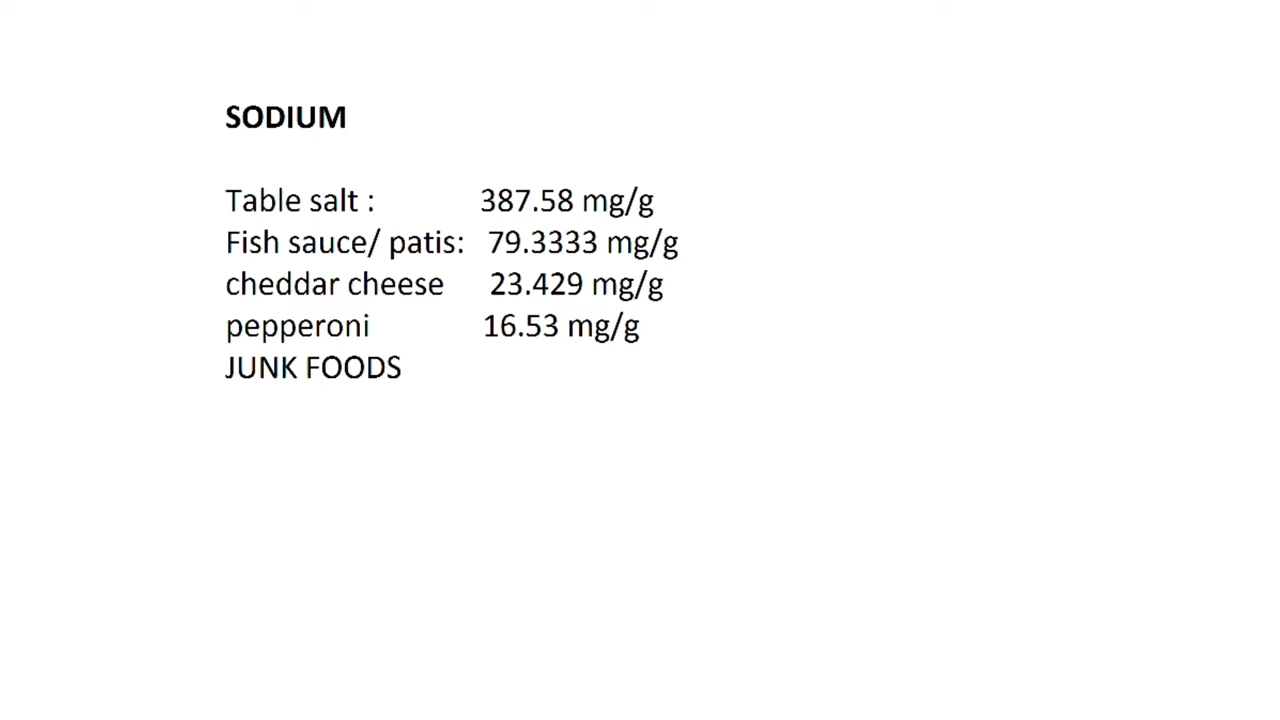 SODIUM
Table salt : 387.58 mg/g
Fish sauce/ patis: 79.3333 mg/g
cheddar cheese 23.429 mg/g
pepperoni 16.53 mg/g
JUNK FOODS